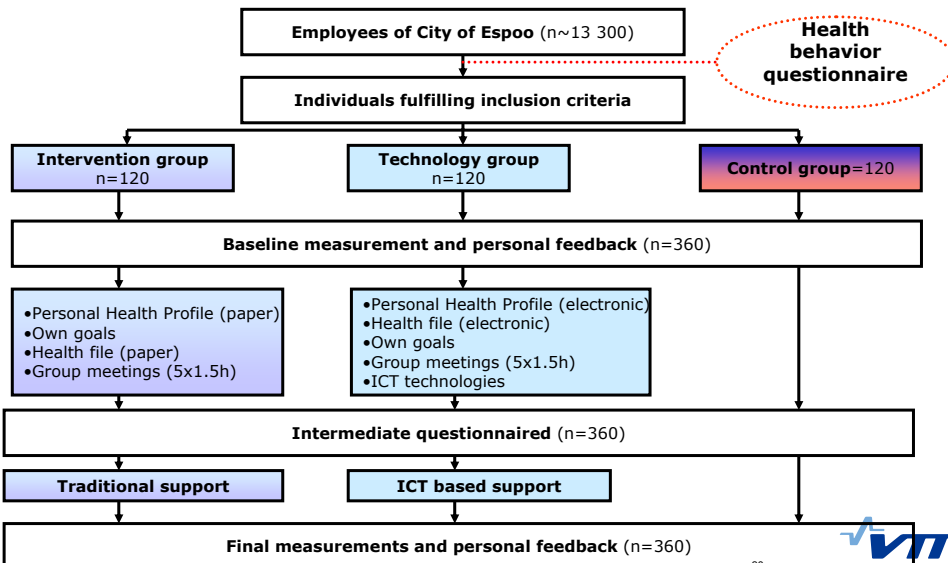 Employees of City of Espoo (n~13 300)
Health
behavior
questionnaire
Individuals fulfilling inclusion criteria
Intervention group
n=120
Technology group
n=120
Control group=120
Baseline measurement and personal feedback (n=360)
•Personal Health Profile (paper)
•Own goals
•Health file (paper)
•Group meetings (5x1.5h)
•Personal Health Profile (electronic)
•Health file (electronic)
•Own goals
•Group meetings (5x1.5h)
•ICT technologies
Intermediate questionnaired (n=360)
Traditional support
ICT based support
Final measurements and personal feedback (n=360)
VTT